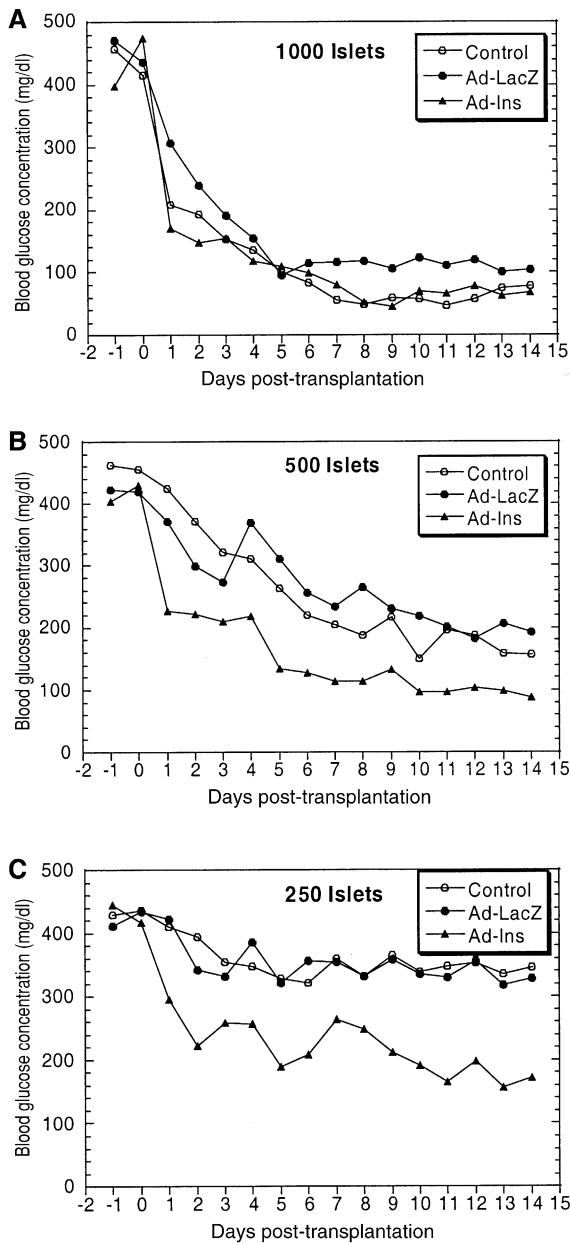 A
1000 Islets
Control
Ad-LacZ
Ad-Ins
Blood glucose concentration (mg/dl)
500
400
300
200
100
0
-2 -1 0 1 2 3 4 5 6 7 8 9 10 11 12 13 14 15
Days post-transplantation
B
500 Islets
Control
Ad-LacZ
Ad-Ins
Blood glucose concentration (mg/dl)
500
400
300
200
100
0
-2 -1 0 1 2 3 4 5 6 7 8 9 10 11 12 13 14 15
Days post-transplantation
C
250 Islets
Control
Ad-LacZ
Ad-Ins
Blood glucose concentration (mg/dl)
500
400
300
200
100
0
-2 -1 0 1 2 3 4 5 6 7 8 9 10 11 12 13 14 15
Days post-transplantation